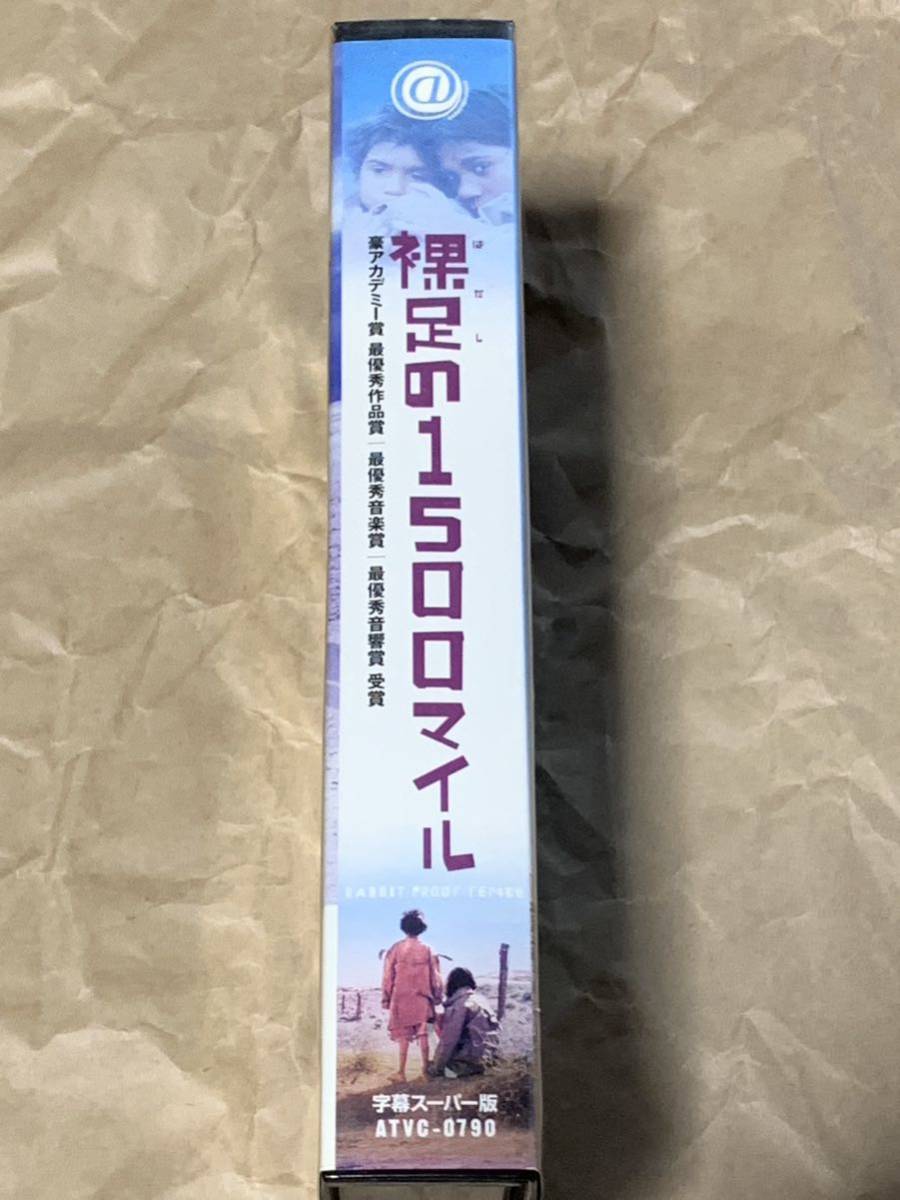 @
はだし
裸足の1500マイル
豪アカデミー賞 最優秀作品賞｜最優秀音楽賞｜最優秀音響賞 受賞
RABBIT PROOF FENCE
字幕スーパー版
ATVC-0790